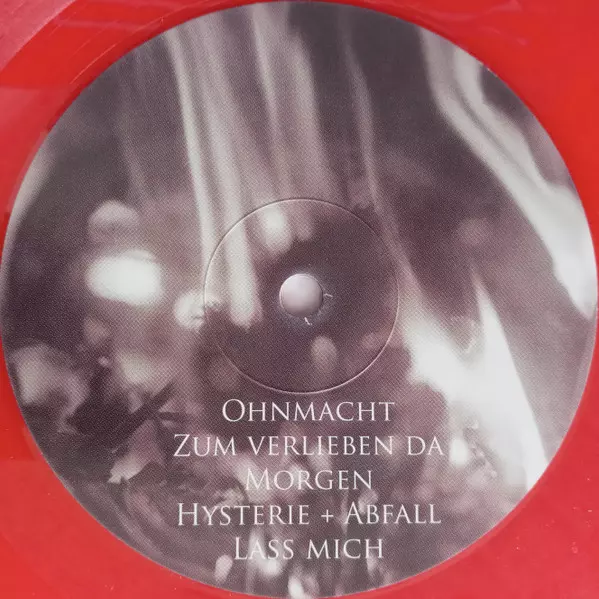 Ohnmacht
Zum verlieben da
Morgen
Hysterie + Abfall
Lass mich